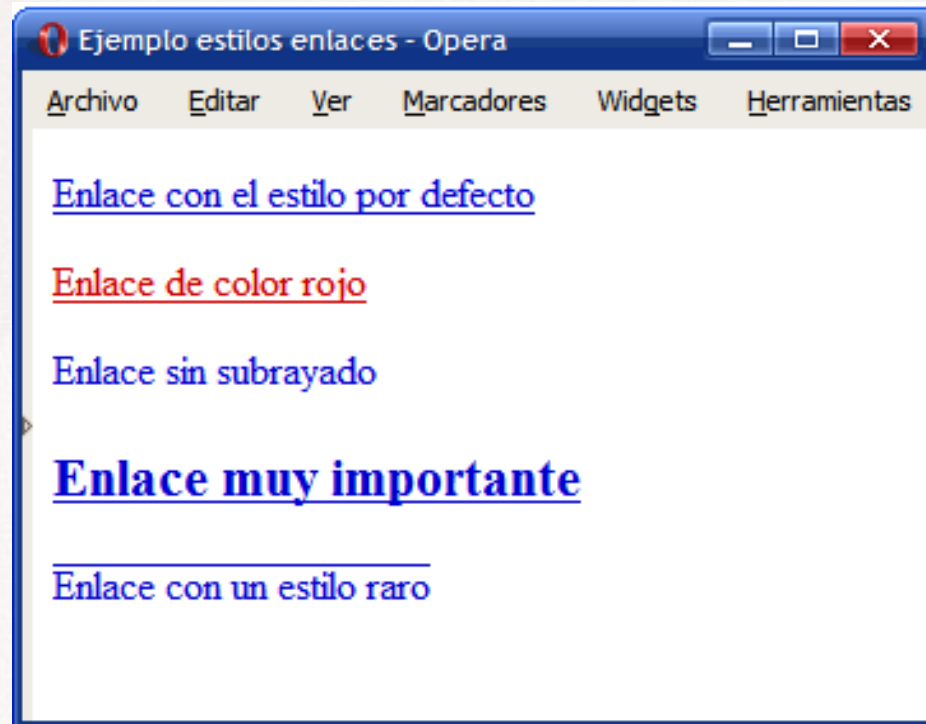 Ejemplo estilos enlaces - Opera
Archivo Editar Ver Marcadores Widgets Herramientas
Enlace con el estilo por defecto
Enlace de color rojo
Enlace sin subrayado
Enlace muy importante
Enlace con un estilo raro